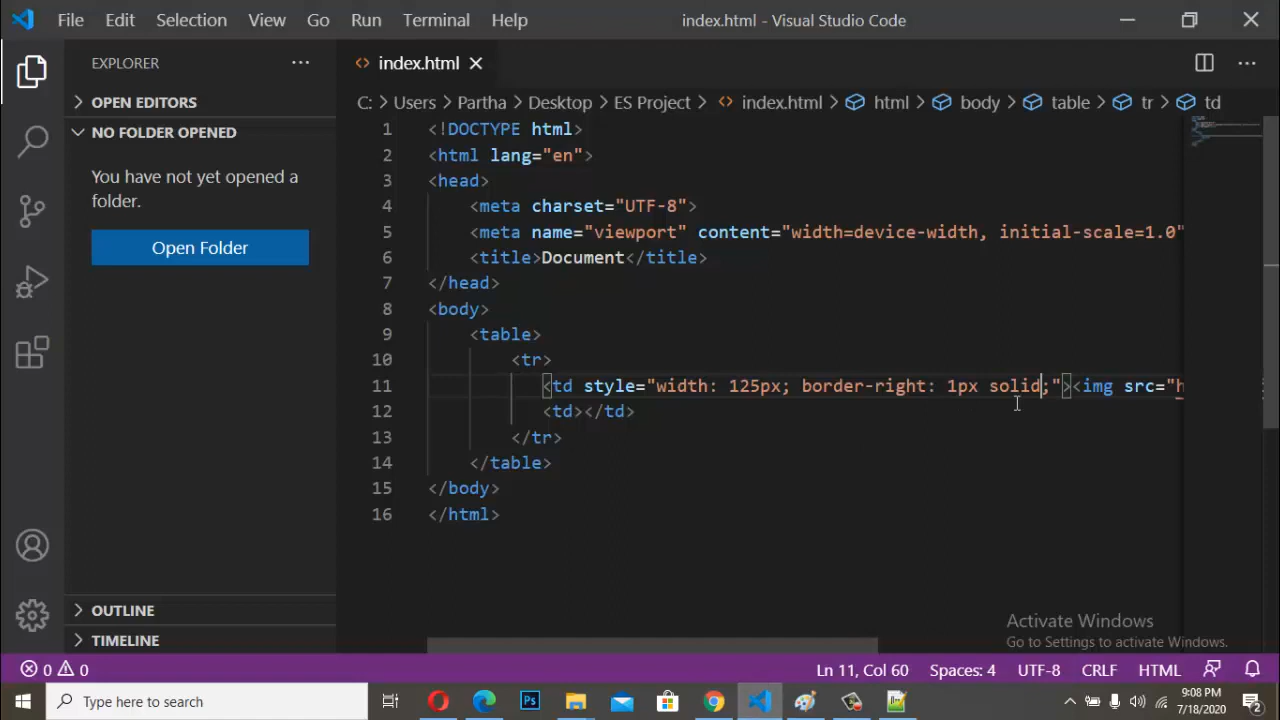 File Edit Selection View Go Run Terminal Help index.html - Visual Studio Code
EXPLORER
index.html
OPEN EDITORS
C: > Users > Partha > Desktop > ES Project > index.html > html > body > table > tr > td
NO FOLDER OPENED
You have not yet opened a
folder.
Open Folder
1 <!DOCTYPE html>
2 <html lang="en">
3 <head>
4 <meta charset="UTF-8">
5 <meta name="viewport" content="width=device-width, initial-scale=1.0"
6 <title>Document</title>
7 </head>
8 <body>
9 <table>
10 <tr>
11 <td style="width: 125px; border-right: 1px solid;"><img src="h
12 <td></td>
13 </tr>
14 </table>
15 </body>
16 </html>
OUTLINE
TIMELINE
Activate Windows
Go to Settings to activate Windows.
0 0 Ln 11, Col 60 Spaces: 4 UTF-8 CRLF HTML
Type here to search
Ps
9:08 PM
7/18/2020
2